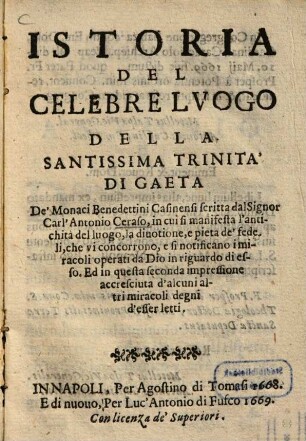 ISTORIA
DEL
CELEBRE LVOGO
DELLA
SANTISSIMA TRINITA'
DI GAETA
De' Monaci Benedettini Casinensi scritta dal Signor
Carl' Antonio Ceraso, in cui si manifesta l'anti-
chità del luogo, la diuotione, e pieta de' fede-
li, che vi concorrono, e si notificano i mi-
racoli operati da Dio in riguardo di es-
so. Ed in questa seconda impressione
accresciuta d'alcuni al-
tri miracoli degni
d'esser letti,
IN NAPOLI, Per Agostino di Tomasi 1668.
E di nuouo, Per Luc' Antonio di Fusco 1669.
Con licenza de' Superiori.